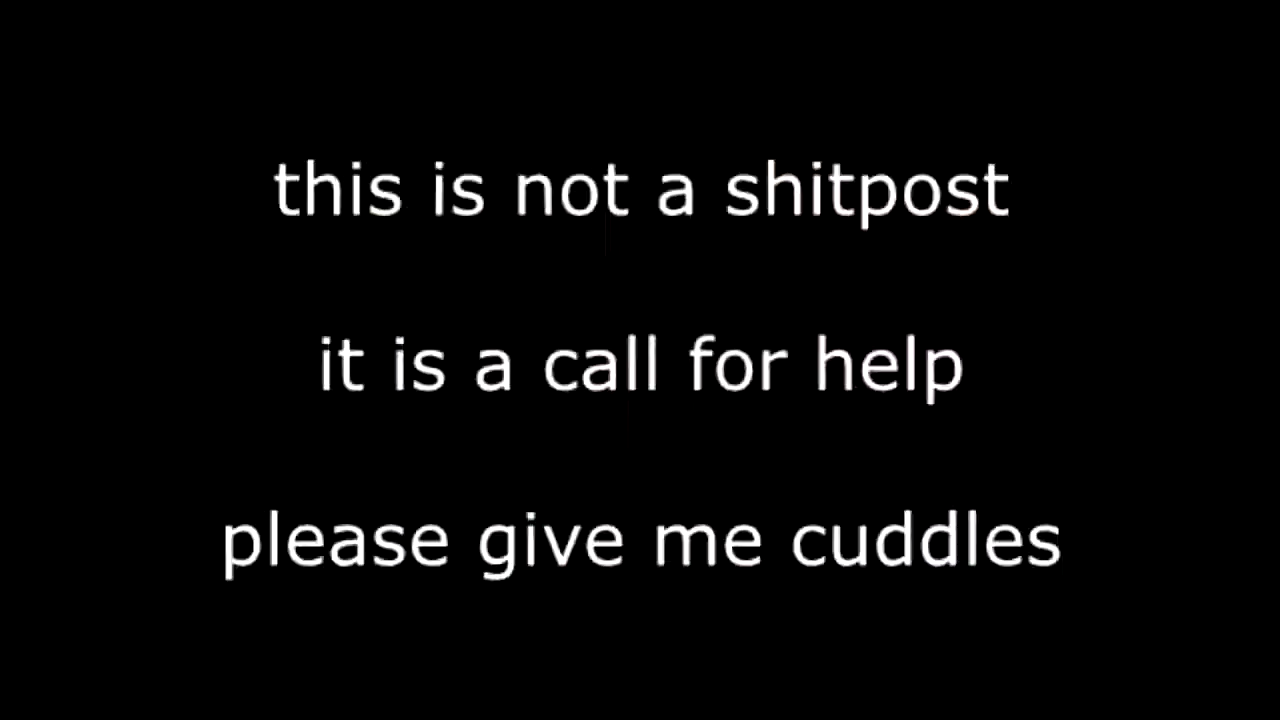 this is not a shitpost
it is a call for help
please give me cuddles